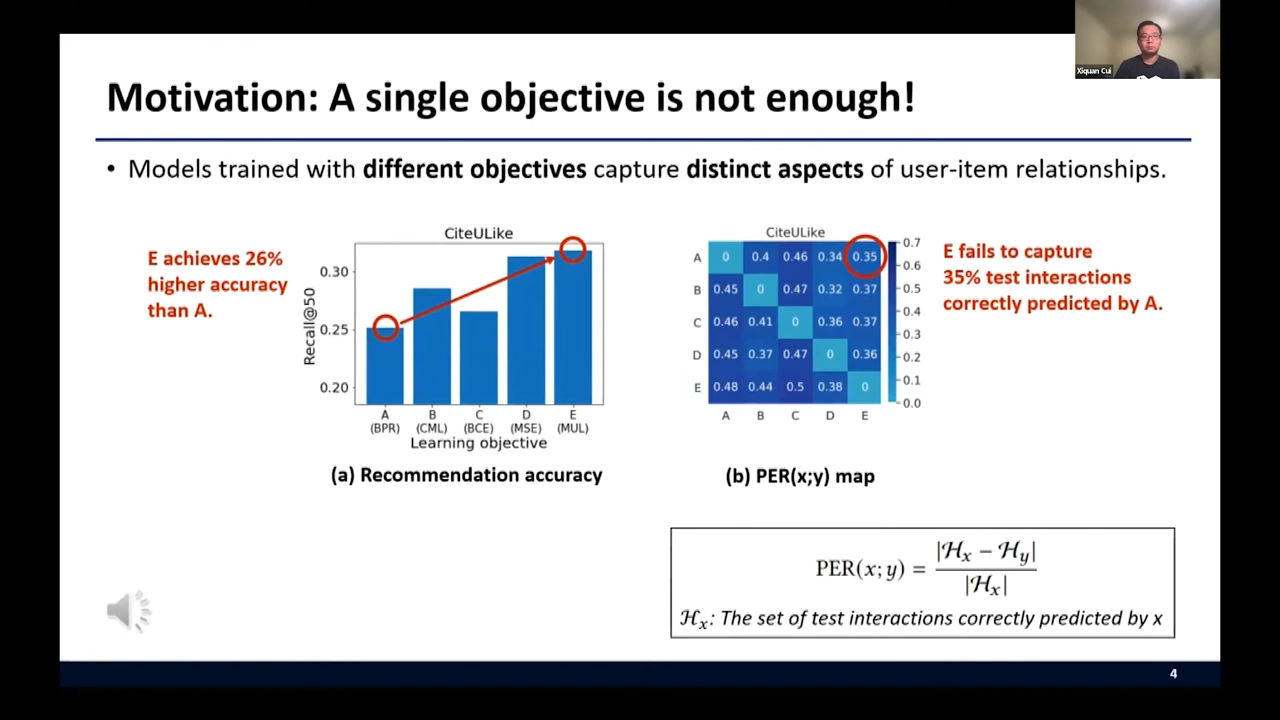 Xiquan Cui
Motivation: A single objective is not enough!
• Models trained with different objectives capture distinct aspects of user-item relationships.
E achieves 26%
higher accuracy
than A.
CiteULike
Recall@50
0.30
0.25
0.20
A B C D E
(BPR) (CML) (BCE) (MSE) (MUL)
Learning objective
(a) Recommendation accuracy
CiteULike
A 0 0.4 0.46 0.34 0.35
B 0.45 0 0.47 0.32 0.37
C 0.46 0.41 0 0.36 0.37
D 0.45 0.37 0.47 0 0.36
E 0.48 0.44 0.5 0.38 0
A B C D E
0.7
0.6
0.5
0.4
0.3
0.2
0.1
0.0
(b) PER(x;y) map
E fails to capture
35% test interactions
correctly predicted by A.
PER(x; y) = |ℋx − ℋy| / |ℋx|
ℋx: The set of test interactions correctly predicted by x
4